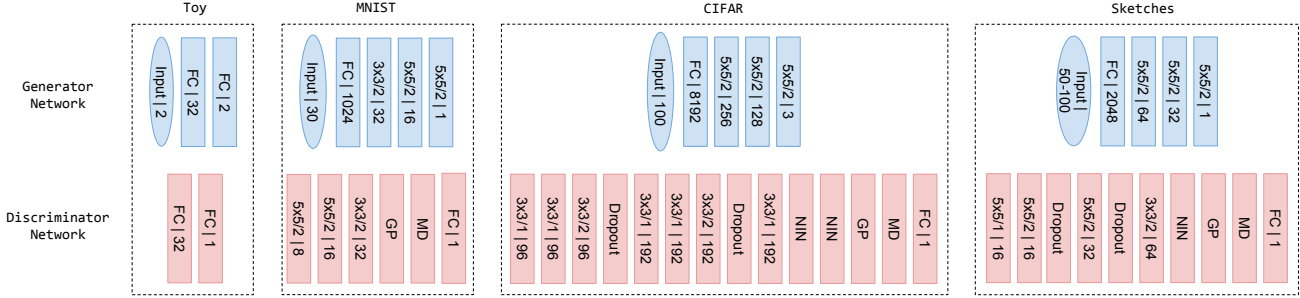 Toy
MNIST
CIFAR
Sketches
Generator
Network
Input | 2
FC | 32
FC | 2
Input | 30
FC | 1024
3x3/2 | 32
5x5/2 | 16
5x5/2 | 1
Input | 100
FC | 8192
5x5/2 | 256
5x5/2 | 128
5x5/2 | 3
Input |
50-100
FC | 2048
5x5/2 | 64
5x5/2 | 32
5x5/2 | 1
Discriminator
Network
FC | 32
FC | 1
5x5/2 | 8
5x5/2 | 16
3x3/2 | 32
GP
MD
FC | 1
3x3/1 | 96
3x3/1 | 96
3x3/2 | 96
Dropout
3x3/1 | 192
3x3/1 | 192
3x3/2 | 192
Dropout
3x3/1 | 192
NIN
NIN
GP
MD
FC | 1
5x5/1 | 16
5x5/2 | 16
Dropout
5x5/2 | 32
Dropout
3x3/2 | 64
NIN
GP
MD
FC | 1